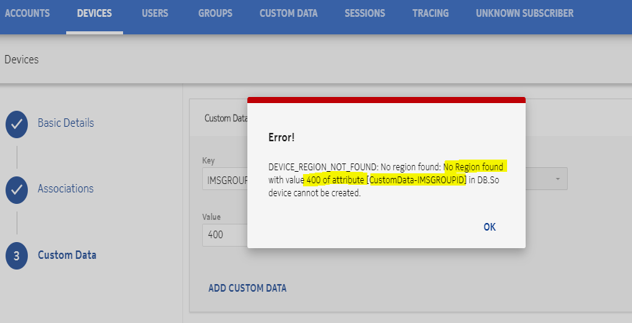 ACCOUNTS DEVICES USERS GROUPS CUSTOM DATA SESSIONS TRACING UNKNOWN SUBSCRIBER
Devices
Basic Details
Associations
3 Custom Data
Custom Data
Key
IMSGROUP
Value
400
ADD CUSTOM DATA
Error!
DEVICE_REGION_NOT_FOUND: No region found: No Region found
with value 400 of attribute [CustomData-IMSGROUPID] in DB.So
device cannot be created.
OK